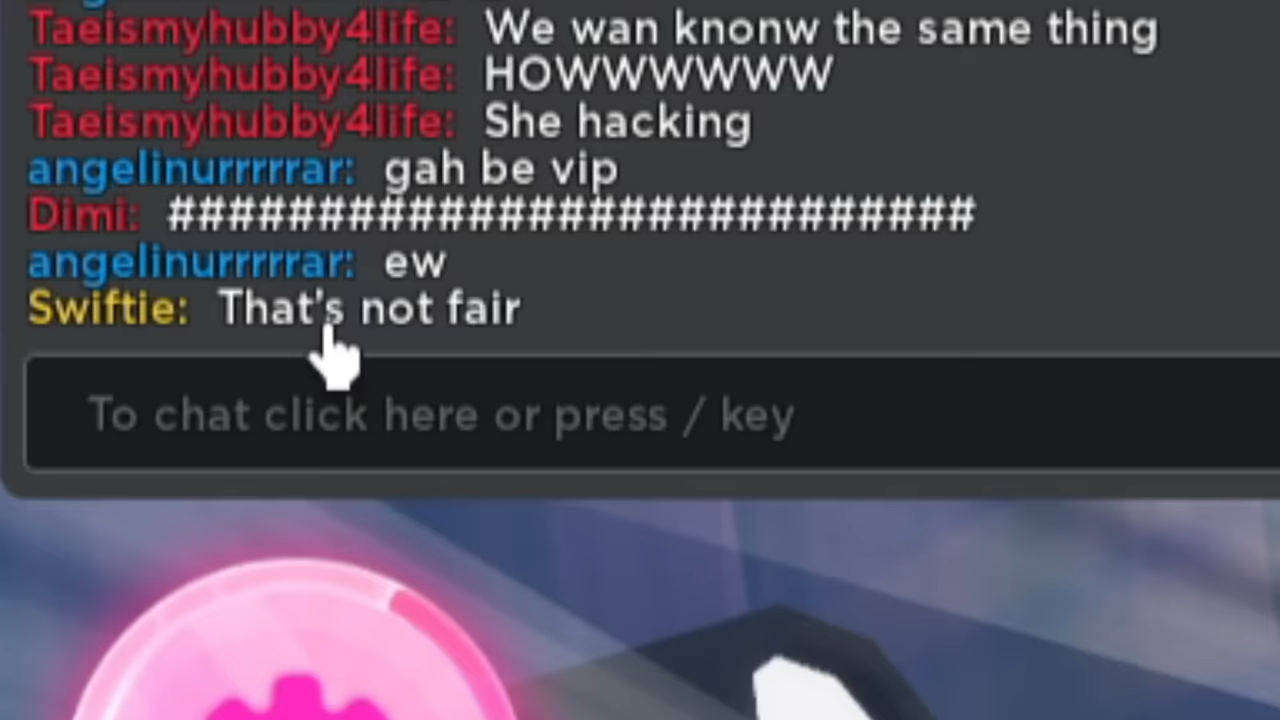 Taeismyhubby4life: We wan knonw the same thing
Taeismyhubby4life: HOWWWWWW
Taeismyhubby4life: She hacking
angelinurrrrrar: gah be vip
Dimi: ###########################
angelinurrrrrar: ew
Swiftie: That's not fair
To chat click here or press / key